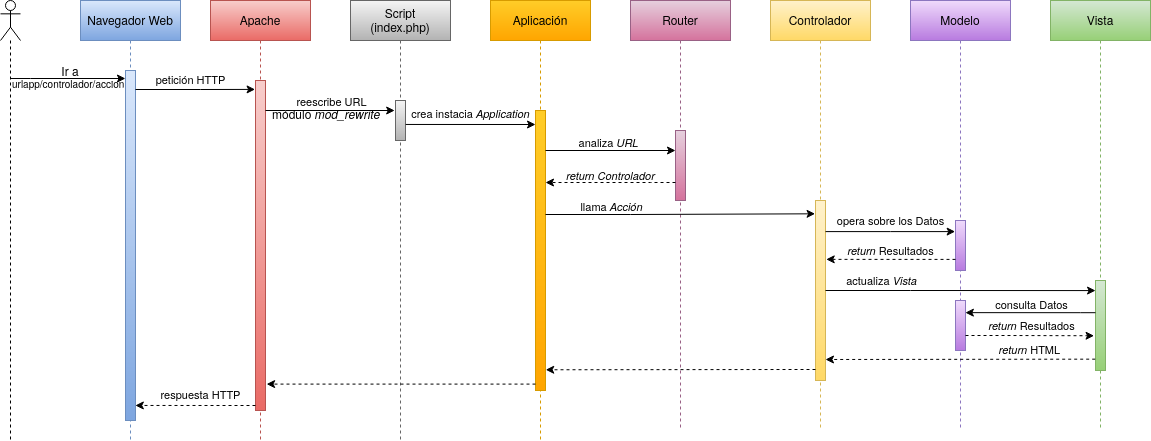 Navegador Web
Apache
Script
(index.php)
Aplicación
Router
Controlador
Modelo
Vista
Ir a
urlapp/controlador/accion
petición HTTP
reescribe URL
módulo mod_rewrite
crea instacia Application
analiza URL
return Controlador
llama Acción
opera sobre los Datos
return Resultados
actualiza Vista
consulta Datos
return Resultados
return HTML
respuesta HTTP